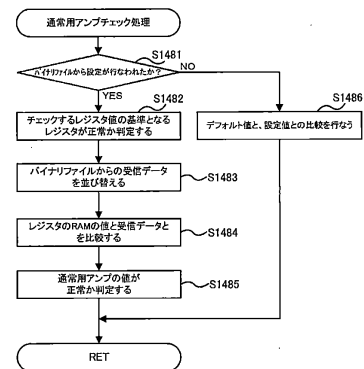 通常用アンプチェック処理
S1481
バイナリファイルから設定が行なわれたか?
NO
YES
S1482
S1486
チェックするレジスタ値の基準となる
レジスタが正常か判定する
デフォルト値と、設定値との比較を行なう
バイナリファイルからの受信データ
を並び替える
S1483
レジスタのRAMの値と受信データと
を比較する
S1484
通常用アンプの値が
正常か判定する
S1485
RET